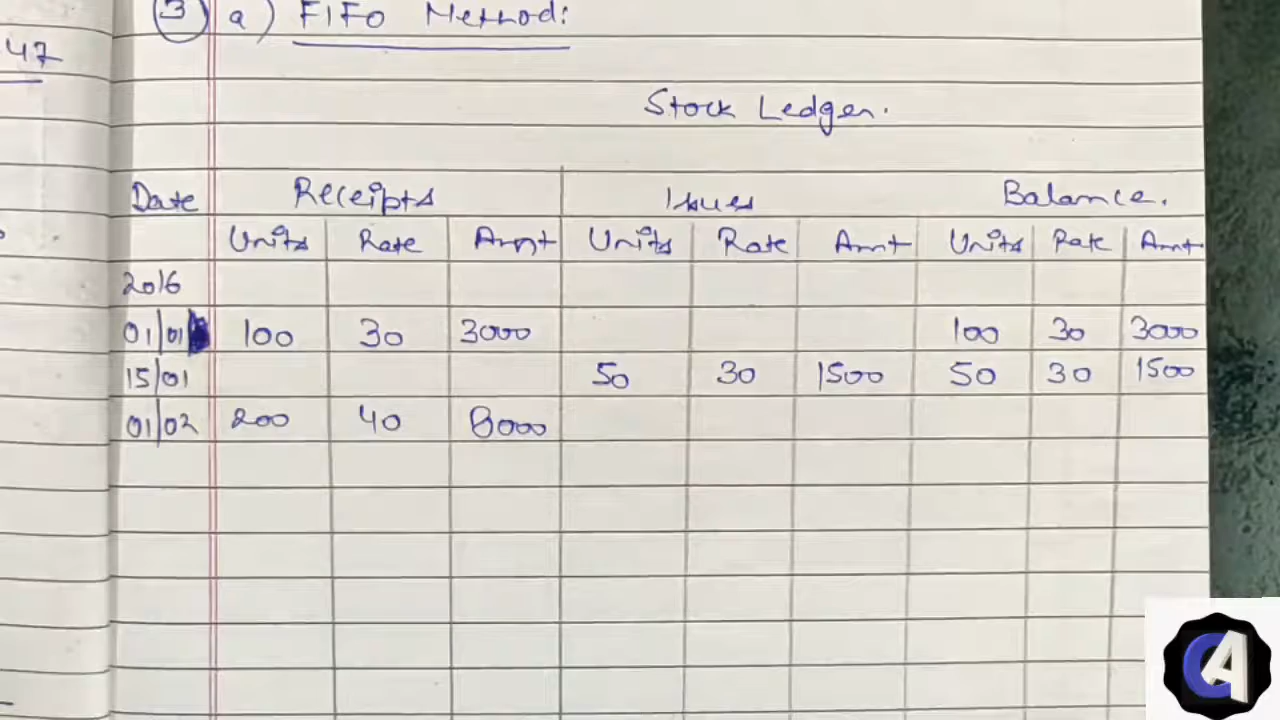 47
③ a) FIFO Method:
Stock Ledger.
Date Receipts Issues Balance.
Units Rate Amt Units Rate Amt Units Rate Amt
2016
01/01 100 30 3000 100 30 3000
15/01 50 30 1500 50 30 1500
01/02 200 40 8000
CA